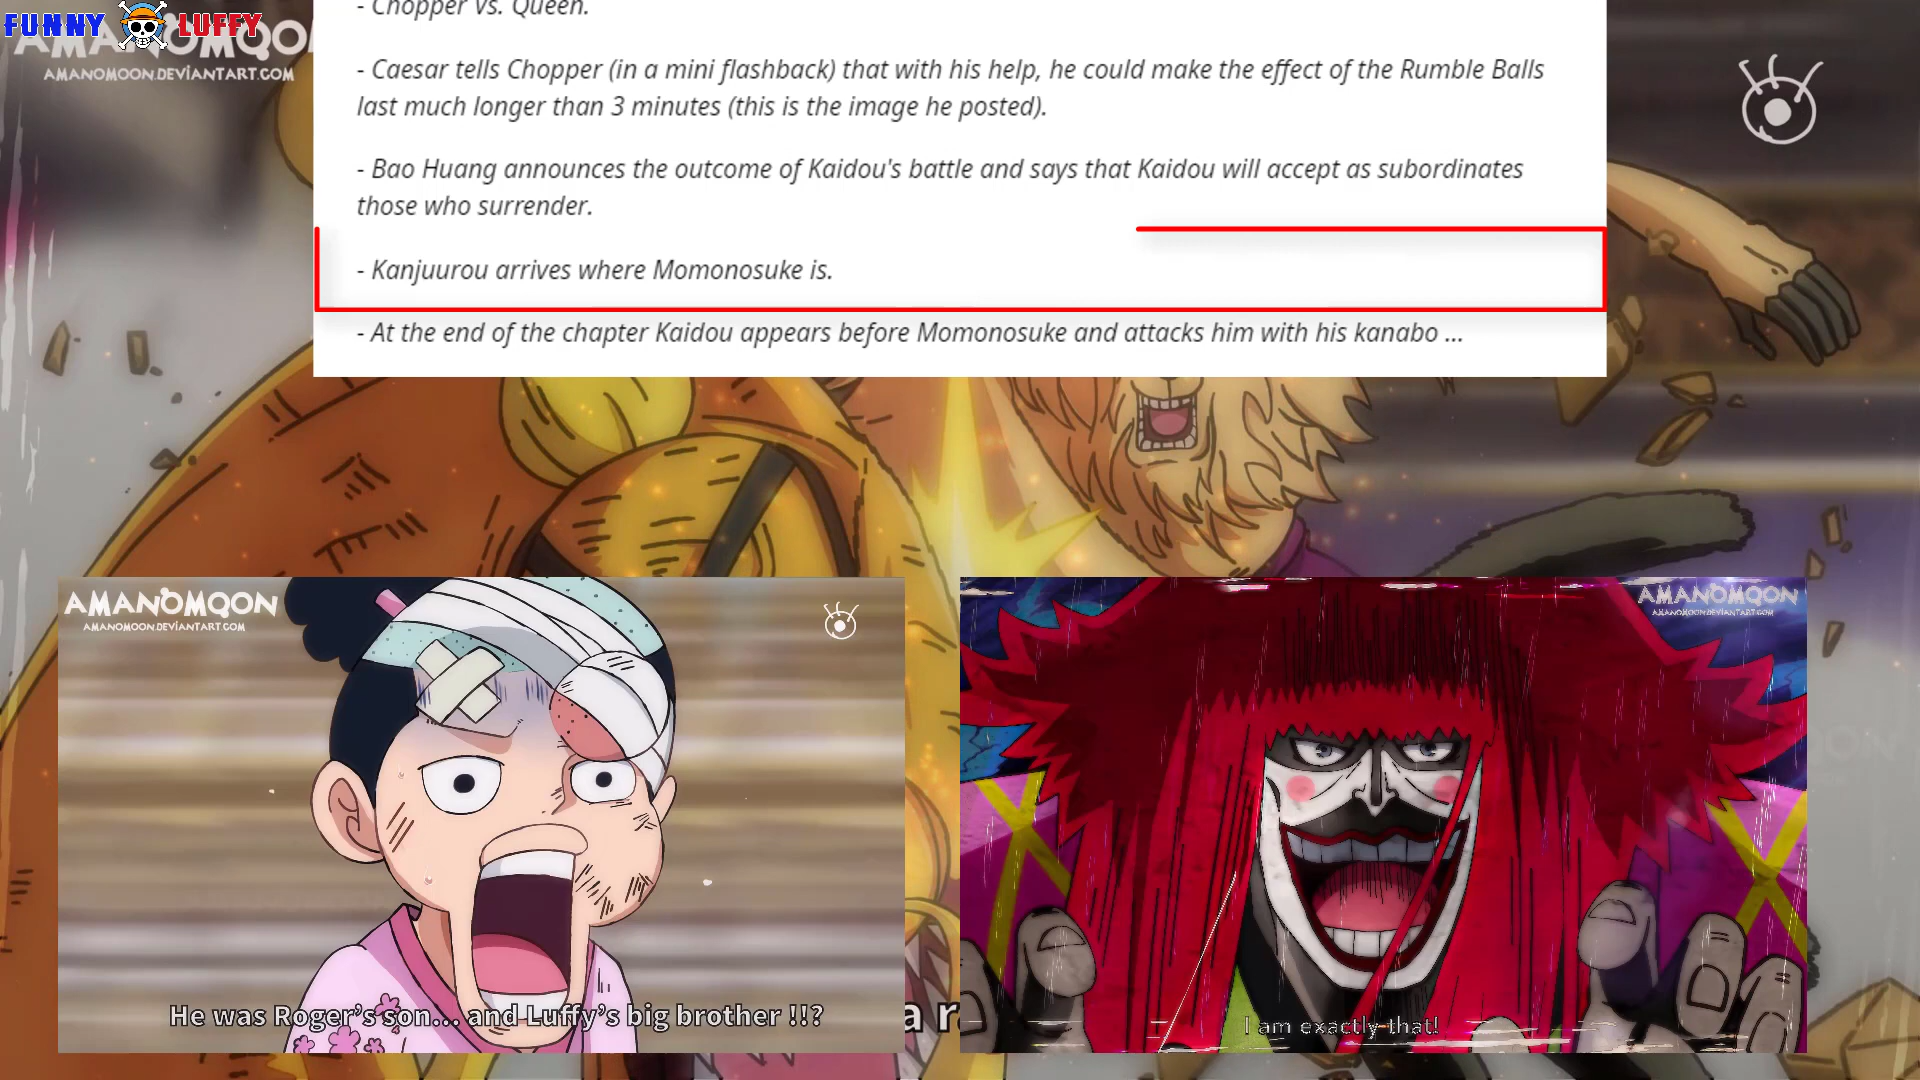 FUNNY LUFFY
AMANOMOON
AMANOMOON.DEVIANTART.COM
- Chopper Vs. Queen.
- Caesar tells Chopper (in a mini flashback) that with his help, he could make the effect of the Rumble Balls
last much longer than 3 minutes (this is the image he posted).
- Bao Huang announces the outcome of Kaidou's battle and says that Kaidou will accept as subordinates
those who surrender.
- Kanjuurou arrives where Momonosuke is.
- At the end of the chapter Kaidou appears before Momonosuke and attacks him with his kanabo ...
AMANOMOON
AMANOMOON.DEVIANTART.COM
He was Roger's son... and Luffy's big brother !!?
a
AMANOMOON
AMANOMOON.DEVIANTART.COM
I am exactly that!